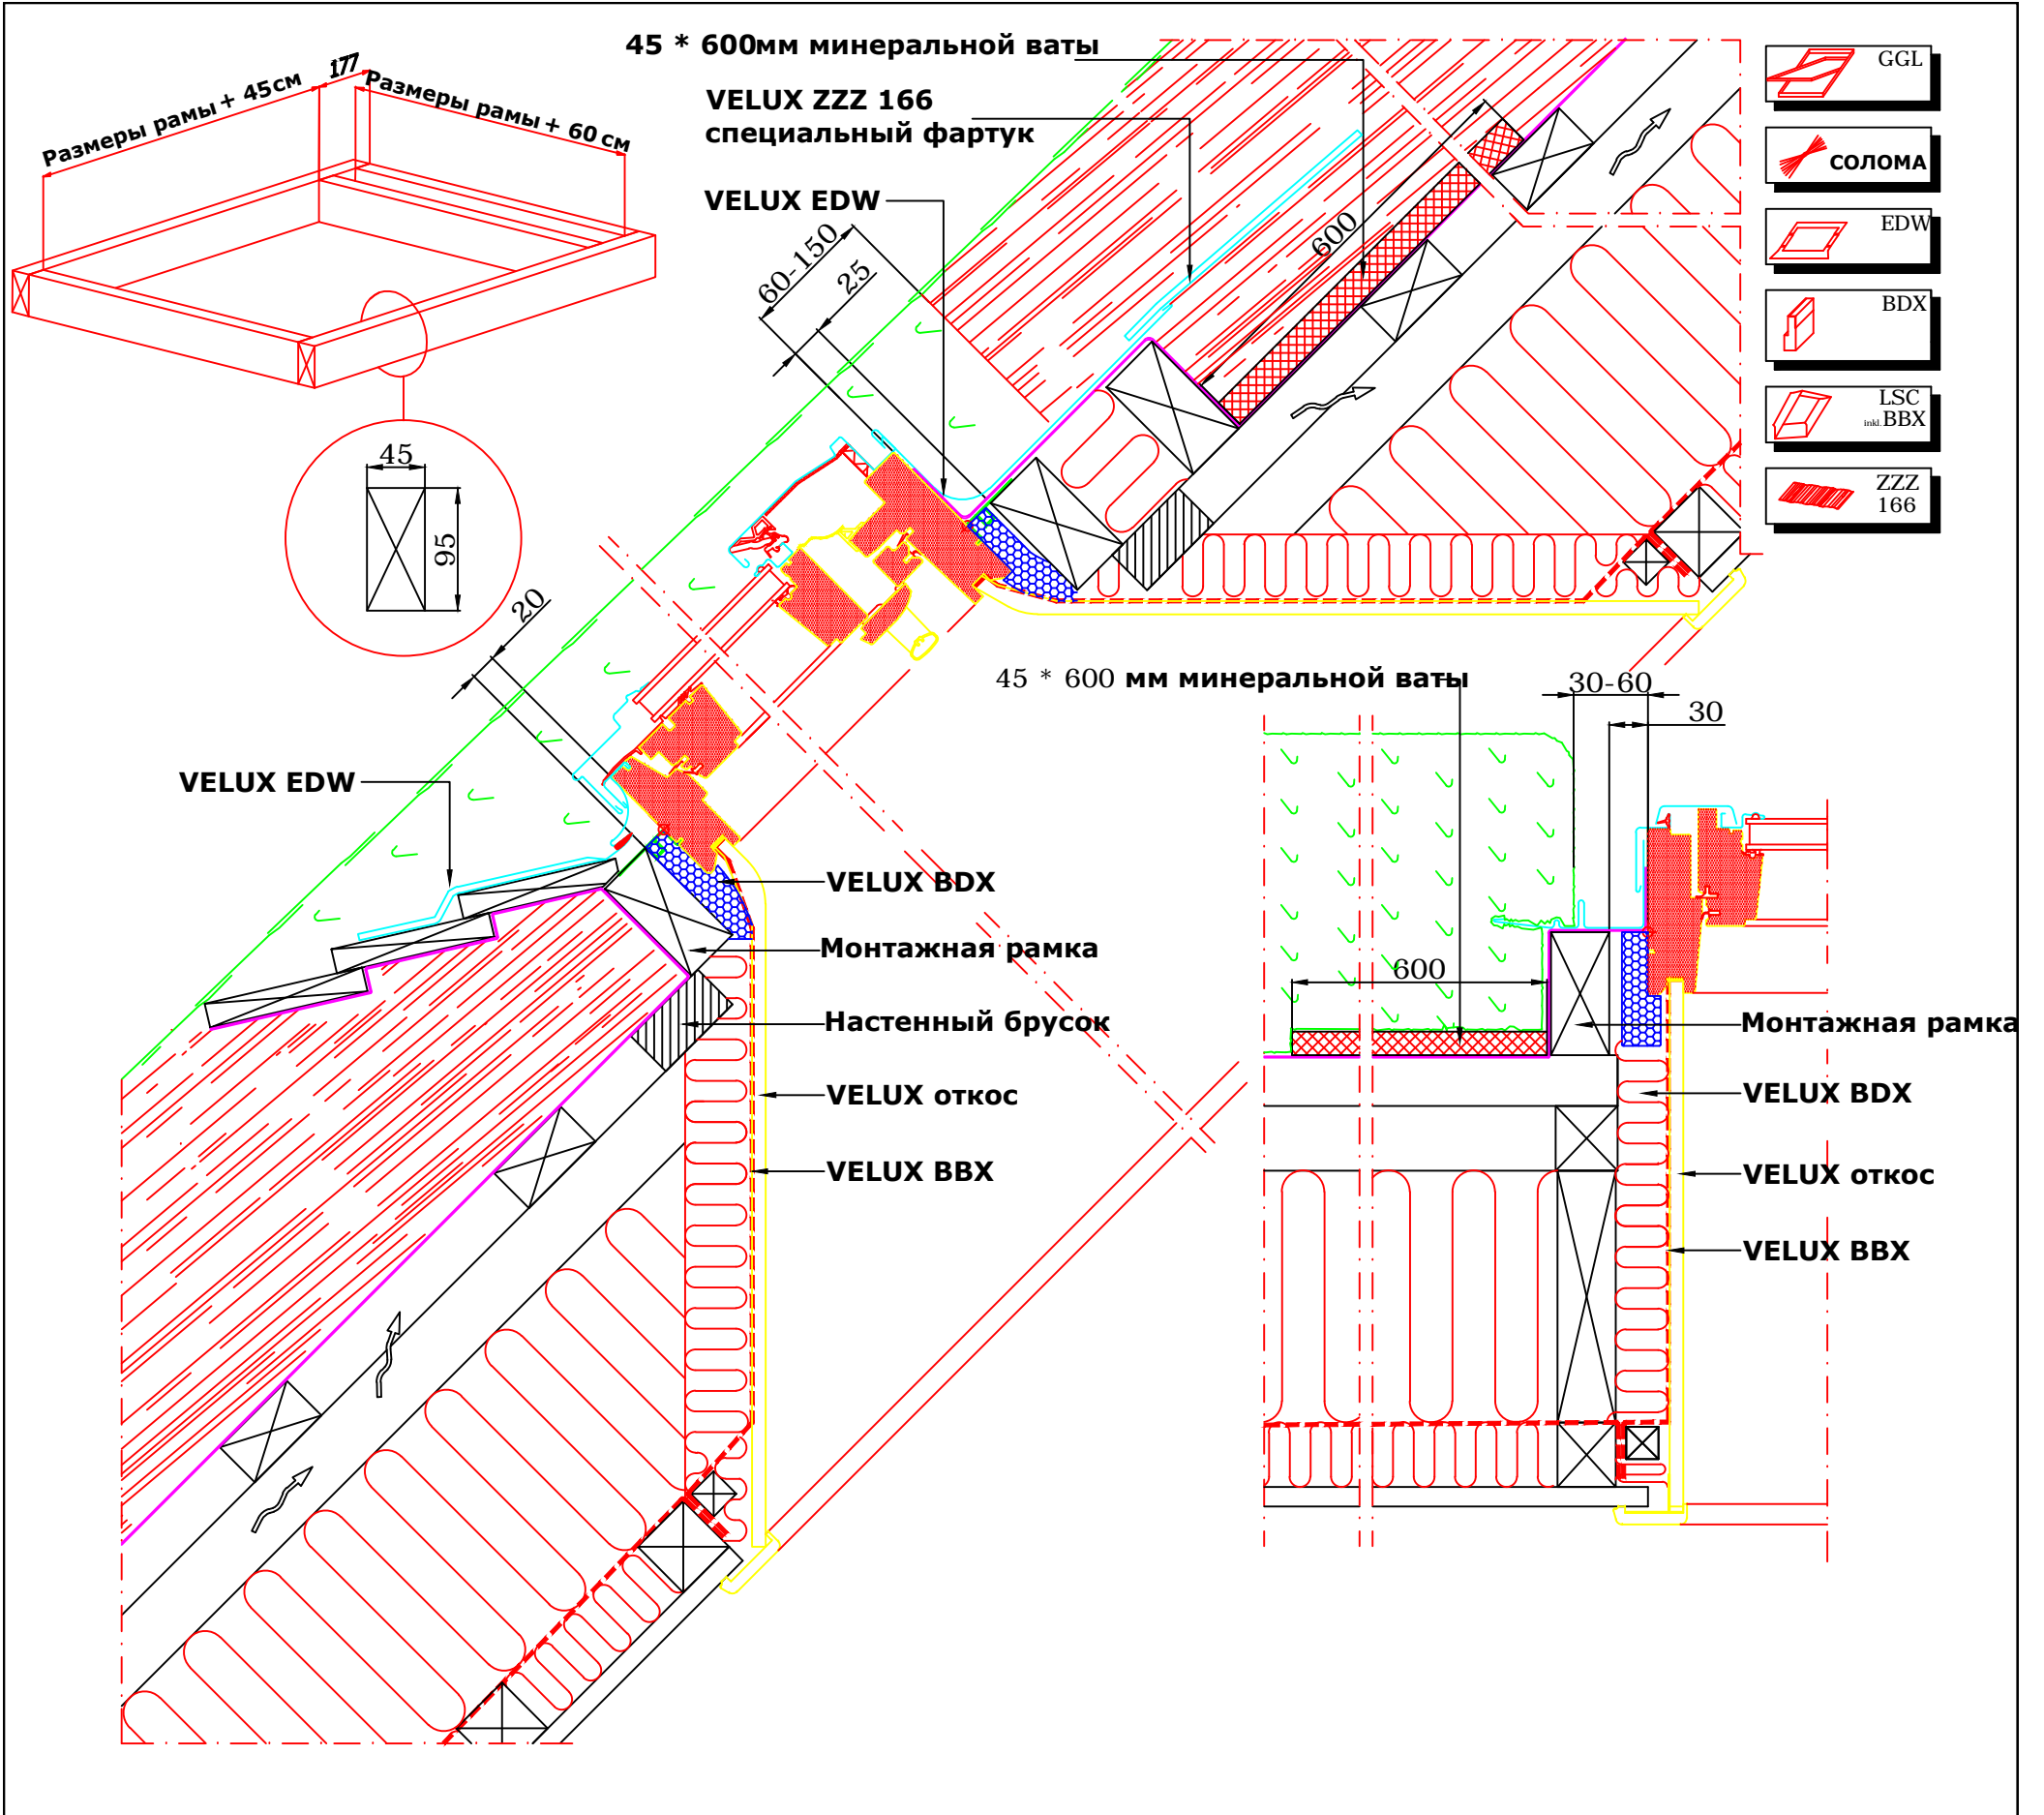 45 * 600мм минеральной ваты
VELUX ZZZ 166
специальный фартук
VELUX EDW
Размеры рамы + 45см
177
Размеры рамы + 60 см
45
95
60-150
25
600
20
GGL
СОЛОМА
EDW
BDX
LSC
inkl. BBX
ZZZ
166
45 * 600 мм минеральной ваты
30-60
30
VELUX EDW
VELUX BDX
Монтажная рамка
Настенный брусок
VELUX откос
VELUX BBX
600
Монтажная рамка
VELUX BDX
VELUX откос
VELUX BBX